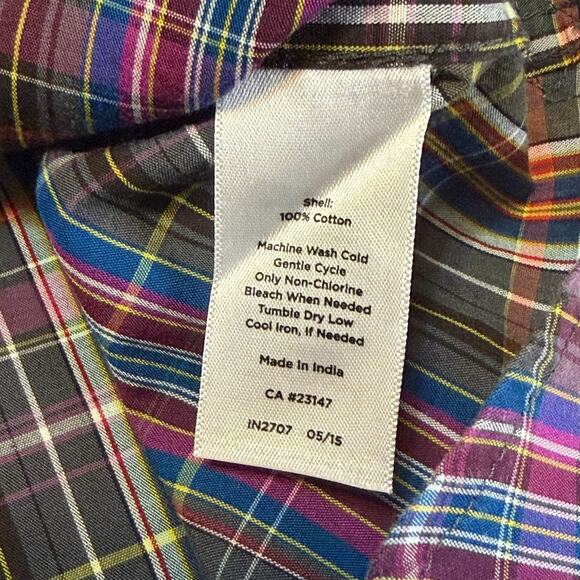 Shell:
100% Cotton
Machine Wash Cold
Gentle Cycle
Only Non-Chlorine
Bleach When Needed
Tumble Dry Low
Cool Iron, If Needed
Made In India
CA #23147
IN2707 05/15